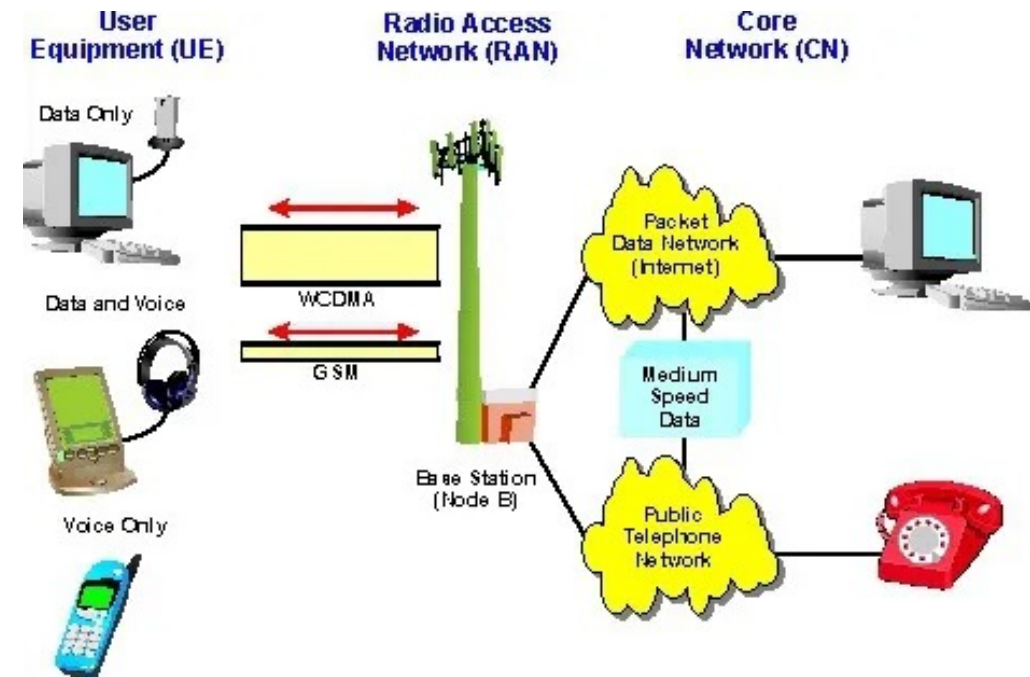 User
Equipment (UE)
Radio Access
Network (RAN)
Core
Network (CN)
Data Only
Data and Voice
Voice Only
WCDMA
GSM
Base Station
(Node B)
Packet
Data Network
(Internet)
Medium
Speed
Data
Public
Telephone
Network